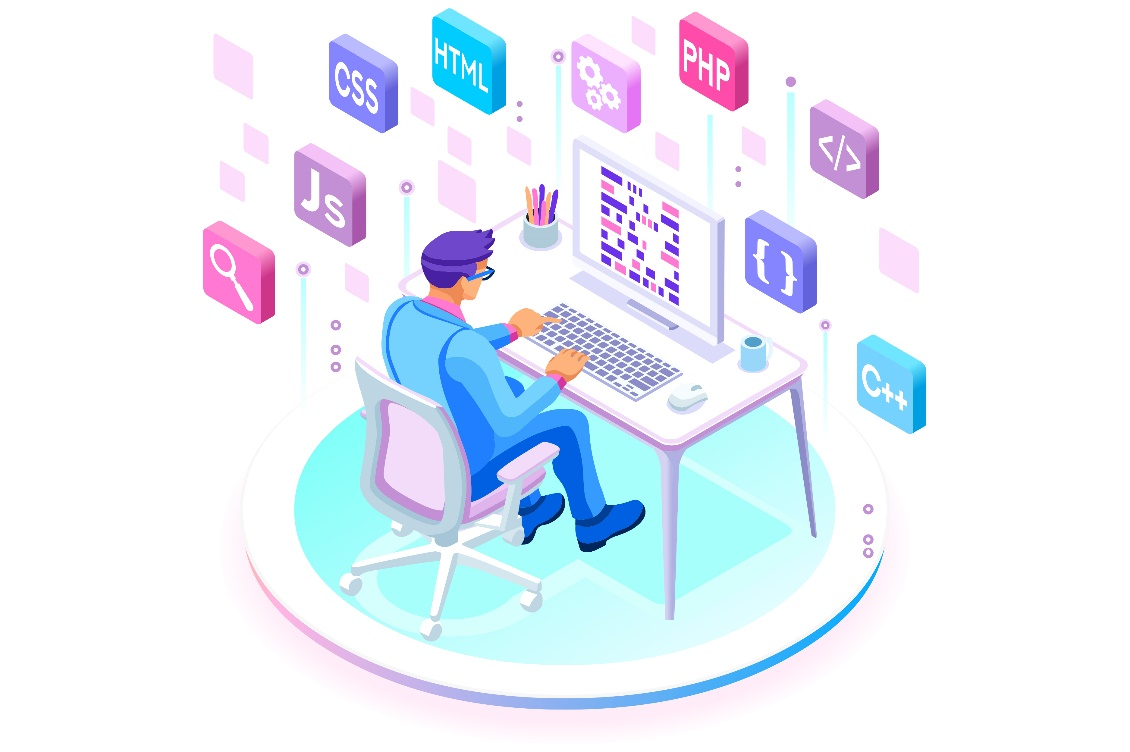 HTML
PHP
CSS
</>
Js
{}
C++